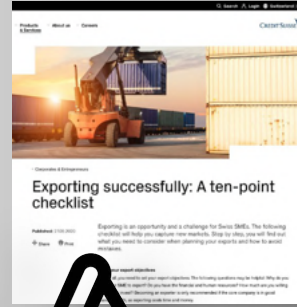 Search Login Switzerland
Products & Services
About us
Careers
CREDIT SUISSE
Corporates & Entrepreneurs
Exporting successfully: A ten-point
checklist
Published
Share Print
Exporting is an opportunity and a challenge for Swiss SMEs. The following
checklist will help you capture new markets. Step by step, you will find out
what you need to consider when planning your exports and how to avoid
mistakes.
your export objectives